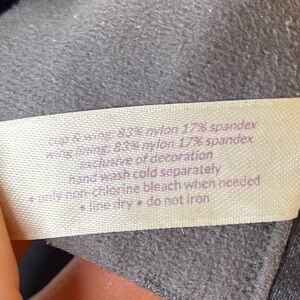 cup & wing: 83% nylon 17% spandex
wing lining: 83% nylon 17% spandex
exclusive of decoration
hand wash cold separately
• only non-chlorine bleach when needed
• line dry • do not iron